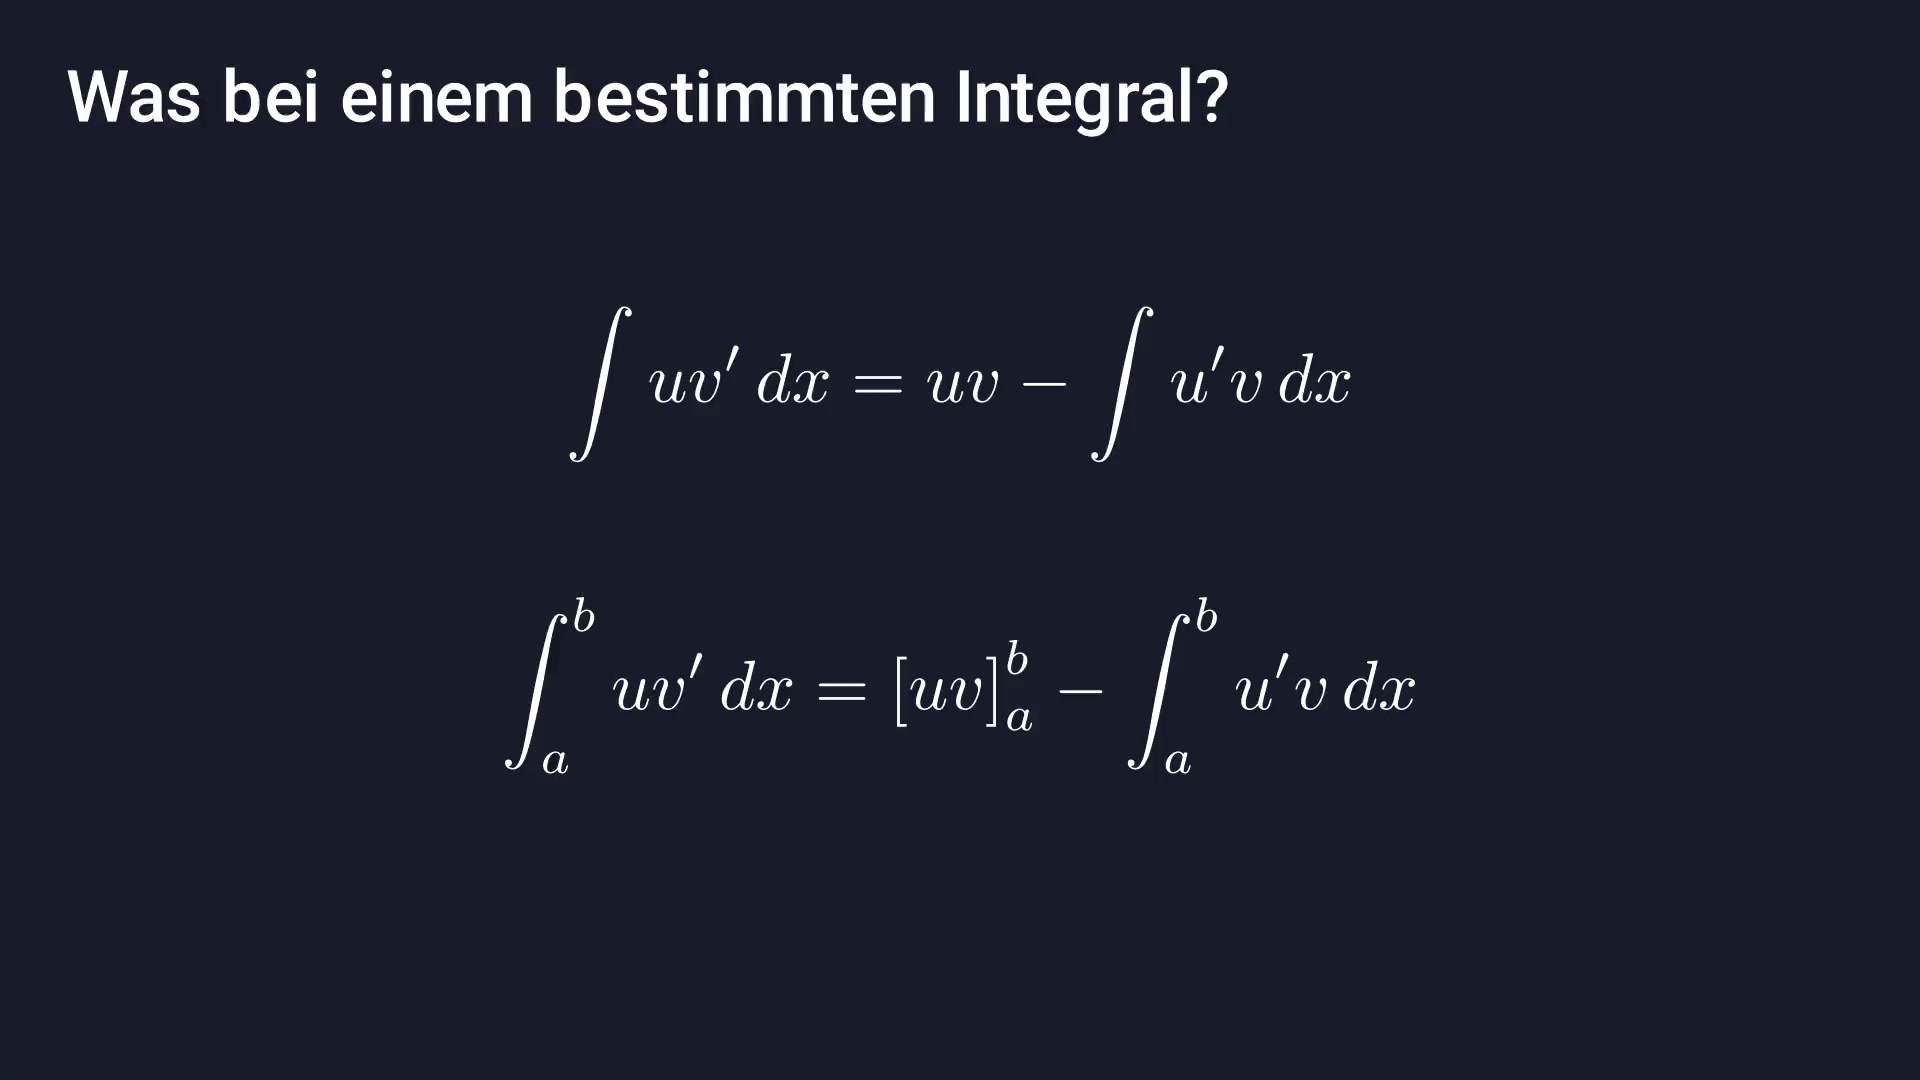 Was bei einem bestimmten Integral?
∫ uv′ dx = uv − ∫ u′v dx
∫_a^b uv′ dx = [uv]_a^b − ∫_a^b u′v dx